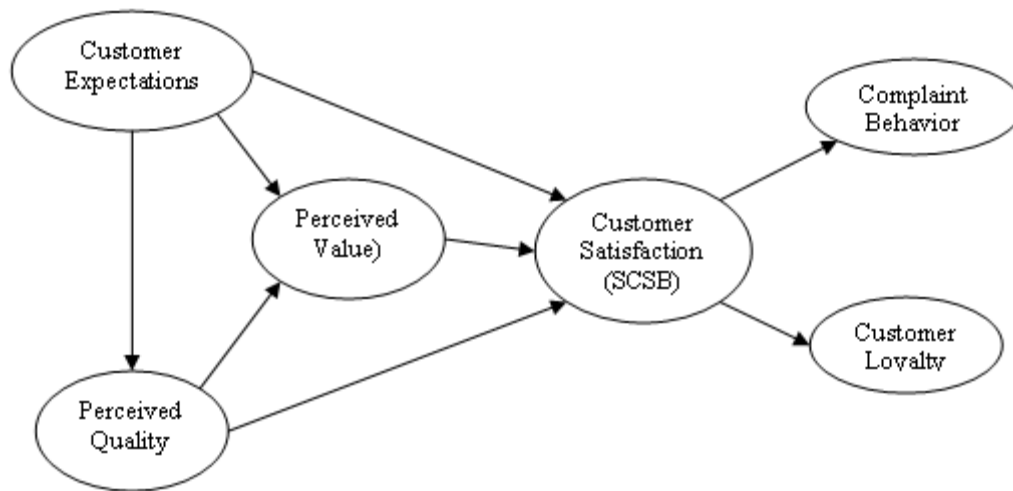 Customer
Expectations
Complaint
Behavior
Perceived
Value)
Customer
Satisfaction
(SCSB)
Customer
Loyalty
Perceived
Quality